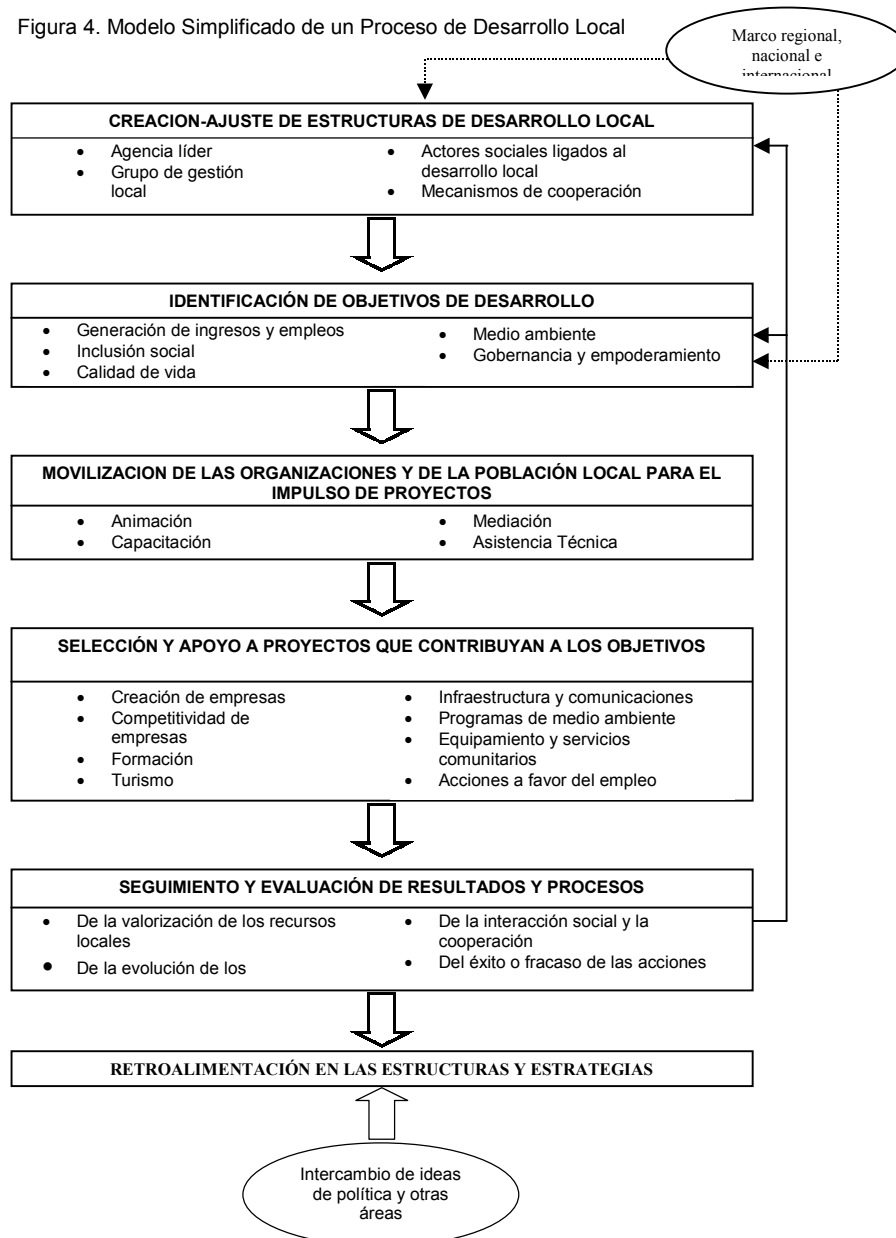 Figura 4. Modelo Simplificado de un Proceso de Desarrollo Local
Marco regional,
nacional e
internacional
CREACION-AJUSTE DE ESTRUCTURAS DE DESARROLLO LOCAL
• Agencia líder
• Grupo de gestión
local
• Actores sociales ligados al
desarrollo local
• Mecanismos de cooperación
IDENTIFICACIÓN DE OBJETIVOS DE DESARROLLO
• Generación de ingresos y empleos
• Inclusión social
• Calidad de vida
• Medio ambiente
• Gobernancia y empoderamiento
MOVILIZACION DE LAS ORGANIZACIONES Y DE LA POBLACIÓN LOCAL PARA EL
IMPULSO DE PROYECTOS
• Animación
• Capacitación
• Mediación
• Asistencia Técnica
SELECCIÓN Y APOYO A PROYECTOS QUE CONTRIBUYAN A LOS OBJETIVOS
• Creación de empresas
• Competitividad de
empresas
• Formación
• Turismo
• Infraestructura y comunicaciones
• Programas de medio ambiente
• Equipamiento y servicios
comunitarios
• Acciones a favor del empleo
SEGUIMIENTO Y EVALUACIÓN DE RESULTADOS Y PROCESOS
• De la valorización de los recursos
locales
• De la evolución de los
• De la interacción social y la
cooperación
• Del éxito o fracaso de las acciones
RETROALIMENTACIÓN EN LAS ESTRUCTURAS Y ESTRATEGIAS
Intercambio de ideas
de política y otras
áreas